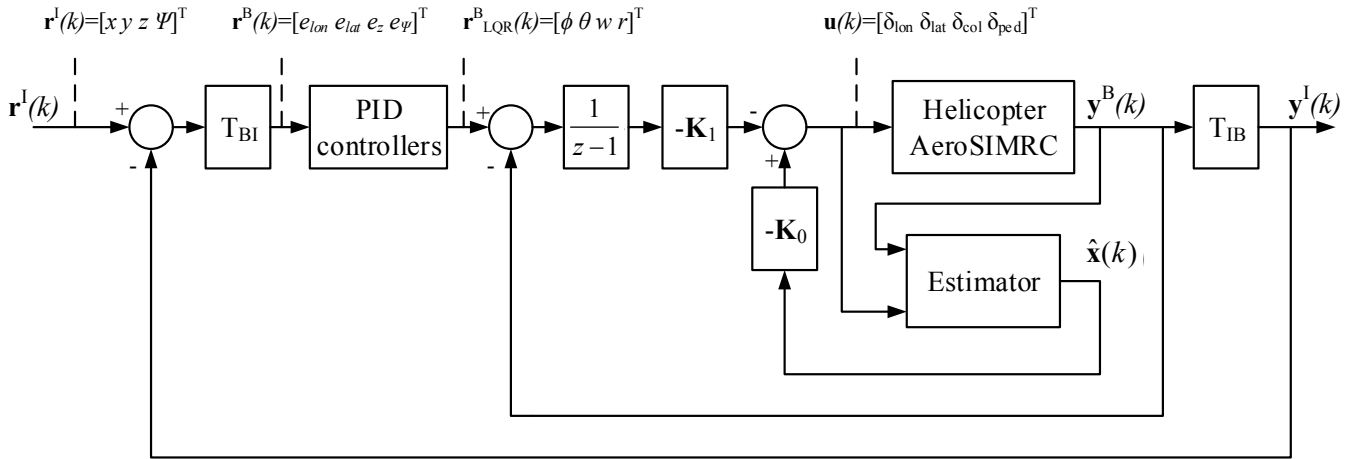 r^I(k)=[x y z Ψ]^T
r^B(k)=[e_lon e_lat e_z e_Ψ]^T
r^B_LQR(k)=[ϕ θ w r]^T
u(k)=[δ_lon δ_lat δ_col δ_ped]^T
r^I(k)
+
-
T_BI
PID
controllers
+
-
1
z−1
-K_1
-
+
Helicopter
AeroSIMRC
y^B(k)
T_IB
y^I(k)
-K_0
Estimator
x̂(k)